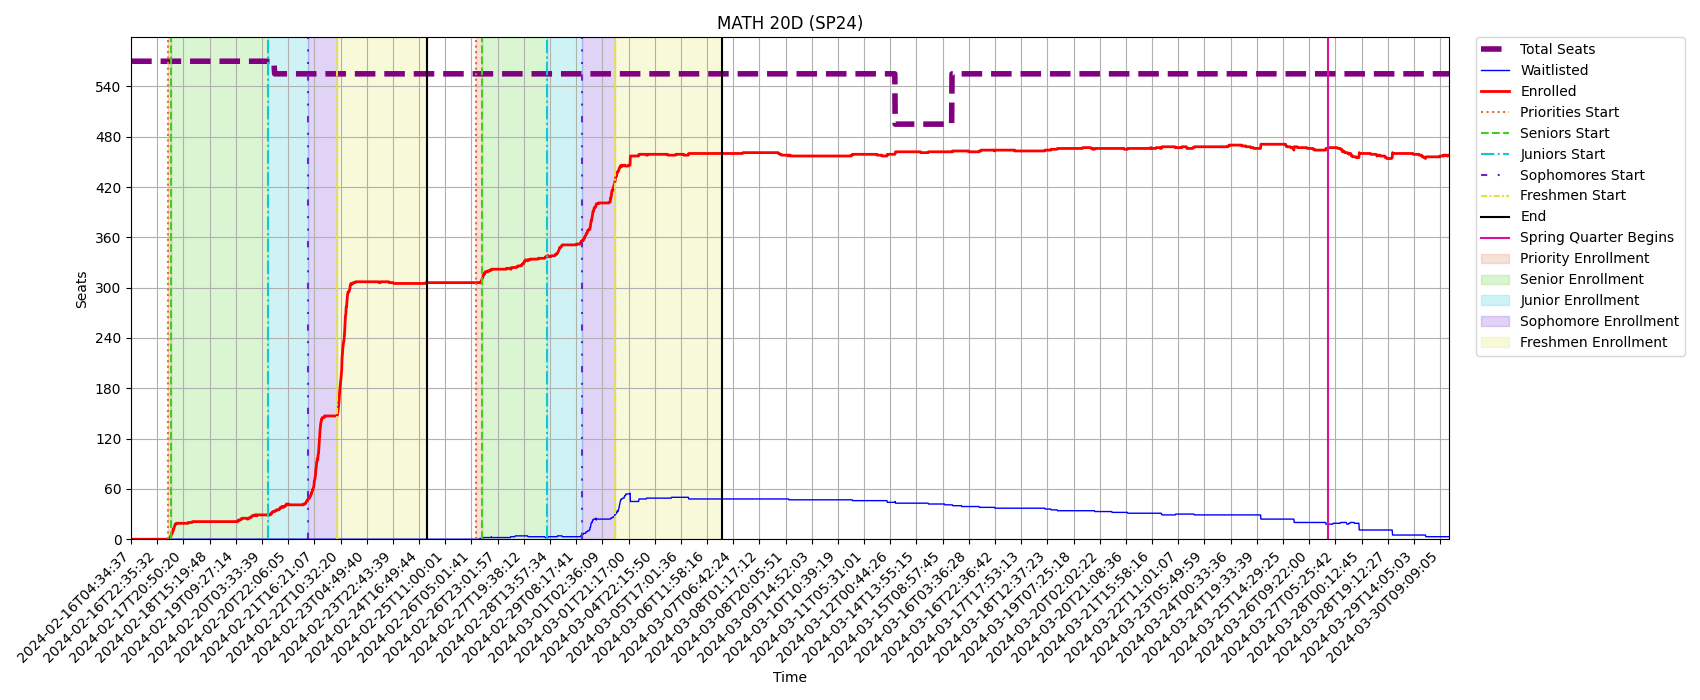 MATH 20D (SP24)
Seats
540
480
420
360
300
240
180
120
60
0
2024-02-16T04:34:37
2024-02-16T22:35:32
2024-02-17T20:50:20
2024-02-18T15:19:48
2024-02-19T09:27:14
2024-02-20T03:33:39
2024-02-20T22:06:05
2024-02-21T16:21:07
2024-02-22T10:32:20
2024-02-23T04:49:40
2024-02-23T22:43:39
2024-02-24T16:49:44
2024-02-25T11:00:01
2024-02-26T05:01:41
2024-02-26T23:01:57
2024-02-27T19:38:12
2024-02-28T13:57:34
2024-02-29T08:17:41
2024-03-01T02:36:09
2024-03-01T21:17:00
2024-03-04T22:15:50
2024-03-05T17:01:36
2024-03-06T11:58:16
2024-03-07T06:42:24
2024-03-08T01:17:12
2024-03-08T20:05:51
2024-03-09T14:52:03
2024-03-10T10:39:19
2024-03-11T05:31:01
2024-03-12T00:44:26
2024-03-14T13:55:15
2024-03-15T08:57:45
2024-03-16T03:36:28
2024-03-16T22:36:42
2024-03-17T17:53:13
2024-03-18T12:37:23
2024-03-19T07:25:18
2024-03-20T02:02:22
2024-03-20T21:08:36
2024-03-21T15:58:16
2024-03-22T11:01:07
2024-03-23T05:49:59
2024-03-24T00:33:36
2024-03-24T19:33:39
2024-03-25T14:29:25
2024-03-26T09:22:00
2024-03-27T05:25:42
2024-03-28T00:12:45
2024-03-28T19:12:27
2024-03-29T14:05:03
2024-03-30T09:09:05
Time
Total Seats
Waitlisted
Enrolled
Priorities Start
Seniors Start
Juniors Start
Sophomores Start
Freshmen Start
End
Spring Quarter Begins
Priority Enrollment
Senior Enrollment
Junior Enrollment
Sophomore Enrollment
Freshmen Enrollment